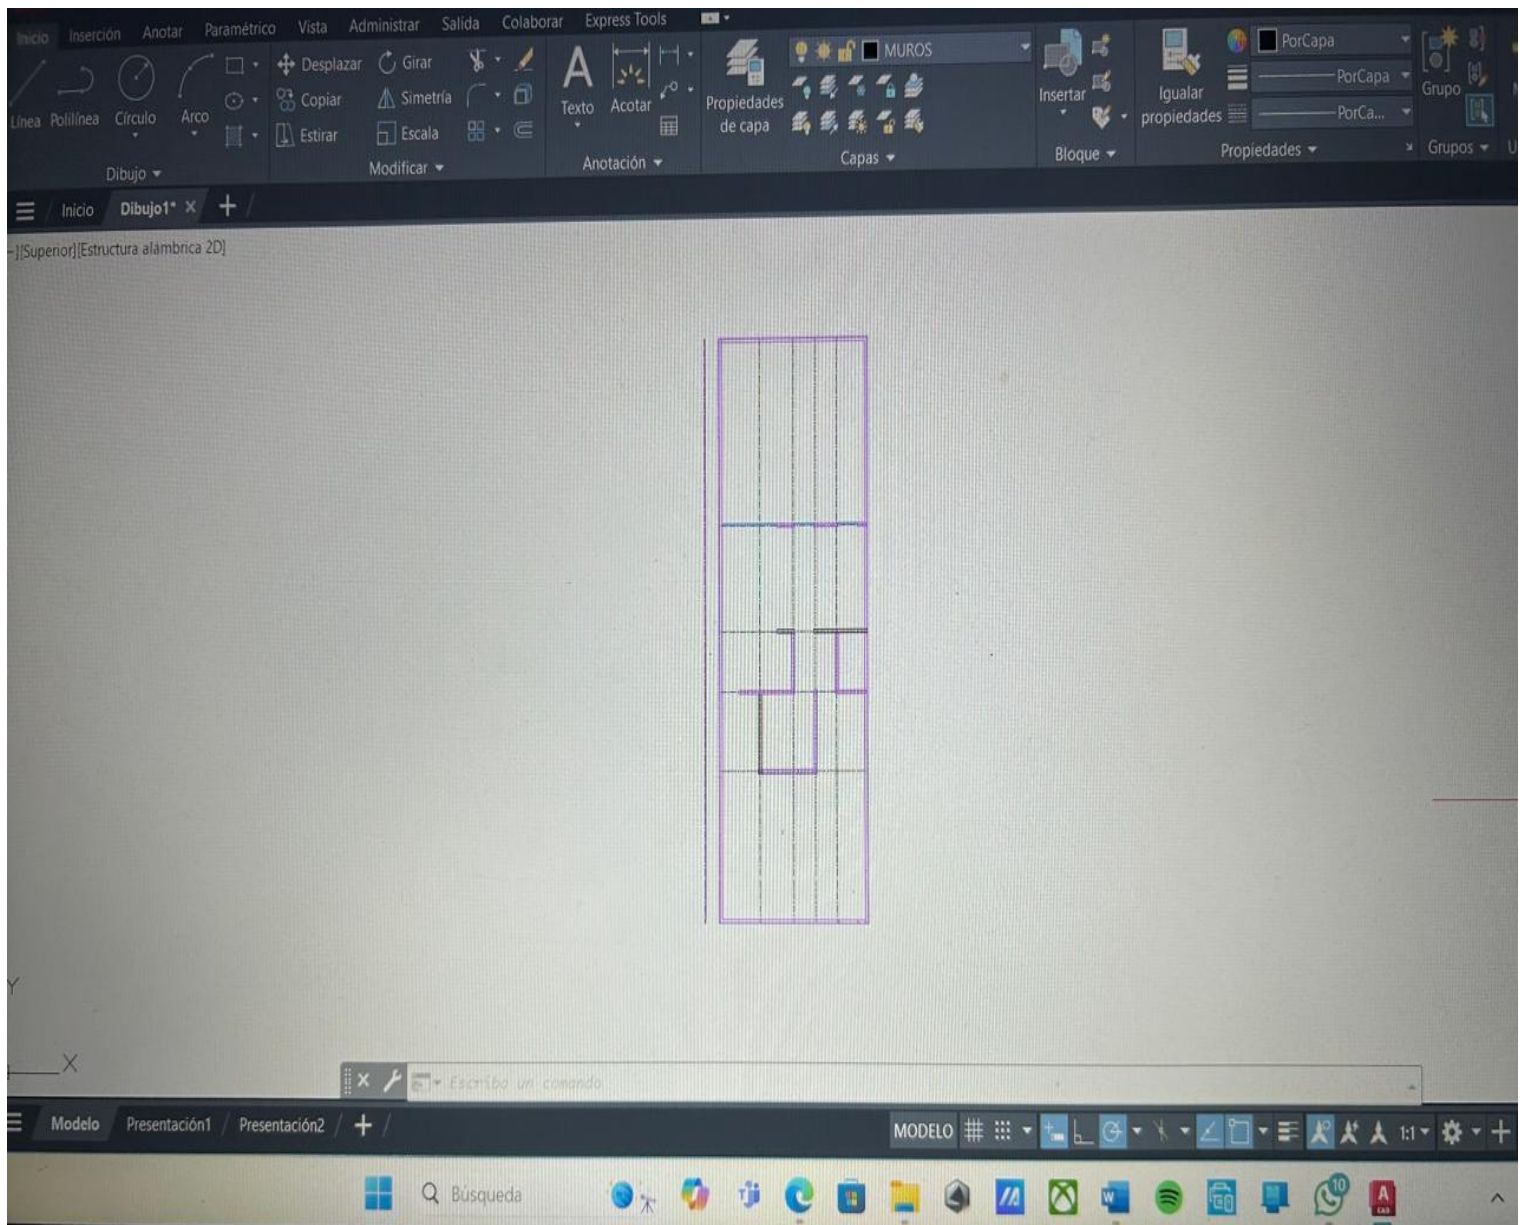 Inicio Inserción Anotar Paramétrico Vista Administrar Salida Colaborar Express Tools
Línea Polilínea Círculo Arco
Dibujo
Desplazar Girar
Copiar Simetría
Estirar Escala
Modificar
Texto Acotar
Anotación
Propiedades
de capa
MUROS
Capas
Insertar
Bloque
Igualar
propiedades
PorCapa
PorCapa
PorCa...
Propiedades
Grupo
Grupos
Inicio Dibujo1*
-][Superior][Estructura alámbrica 2D]
Y
X
Escriba un comando
Modelo Presentación1 Presentación2
MODELO 1:1
Búsqueda
10
W
A
CAD